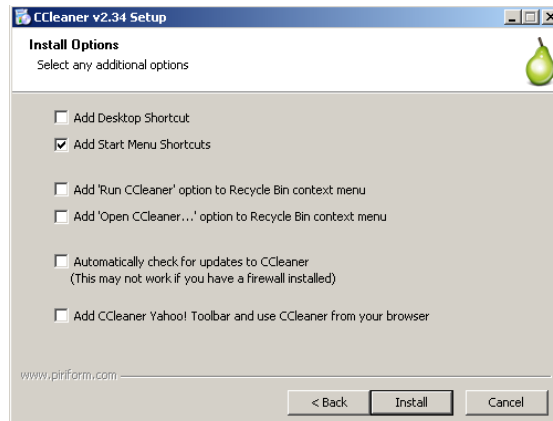 CCleaner v2.34 Setup
Install Options
Select any additional options
Add Desktop Shortcut
Add Start Menu Shortcuts
Add 'Run CCleaner' option to Recycle Bin context menu
Add 'Open CCleaner...' option to Recycle Bin context menu
Automatically check for updates to CCleaner
(This may not work if you have a firewall installed)
Add CCleaner Yahoo! Toolbar and use CCleaner from your browser
www.piriform.com
< Back Install Cancel